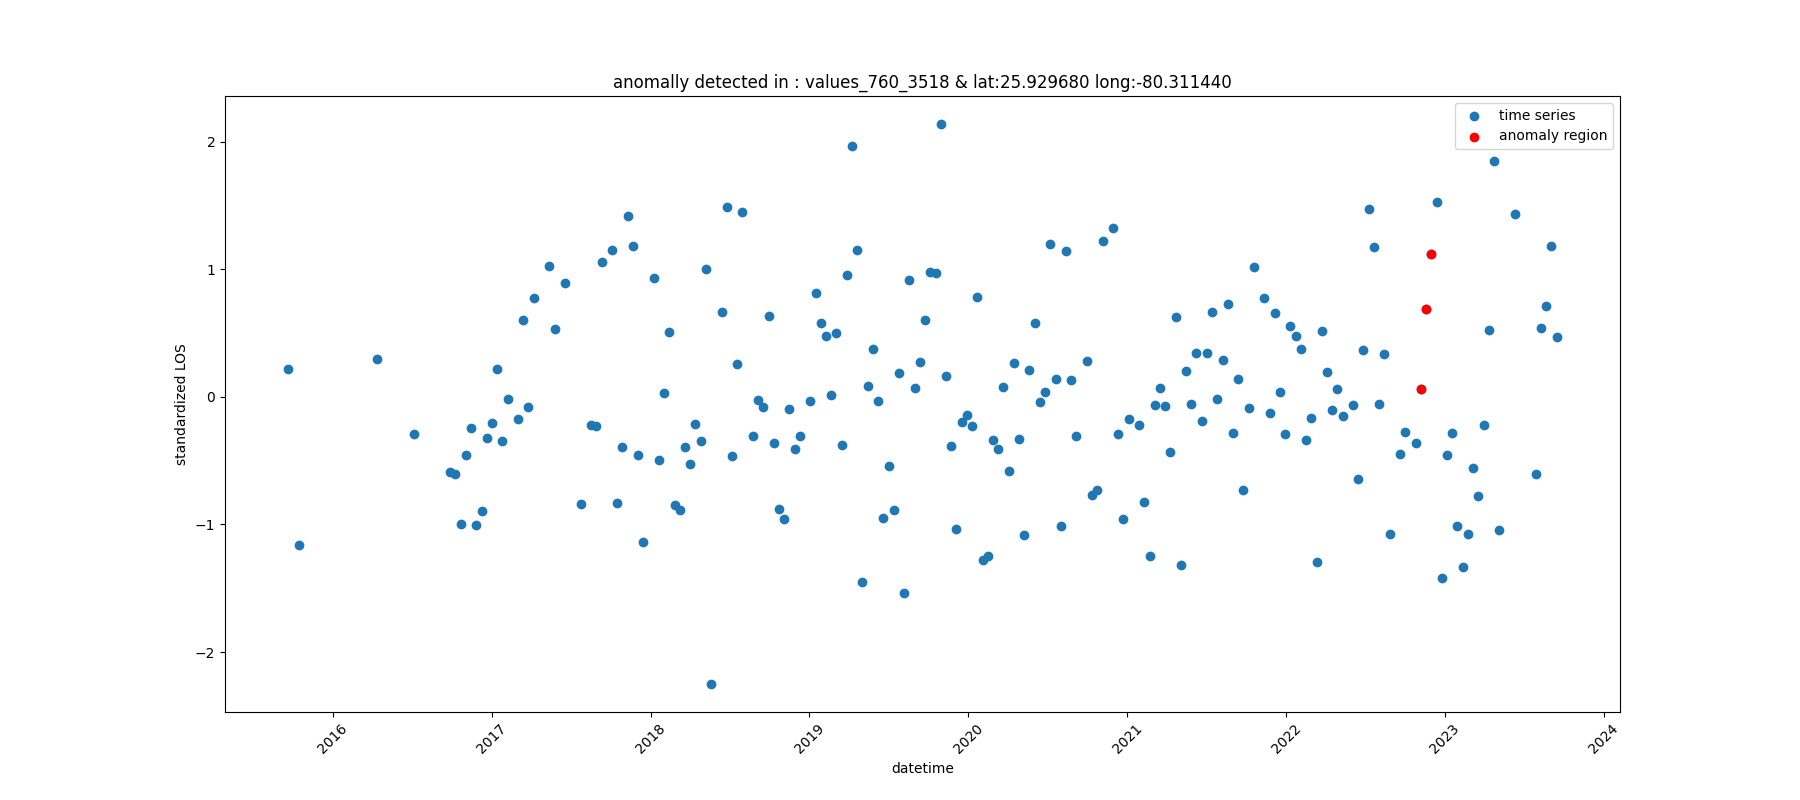 anomally detected in : values_760_3518 & lat:25.929680 long:-80.311440
time series
anomaly region
2
1
0
−1
−2
standardized LOS
2016
2017
2018
2019
2020
2021
2022
2023
2024
datetime